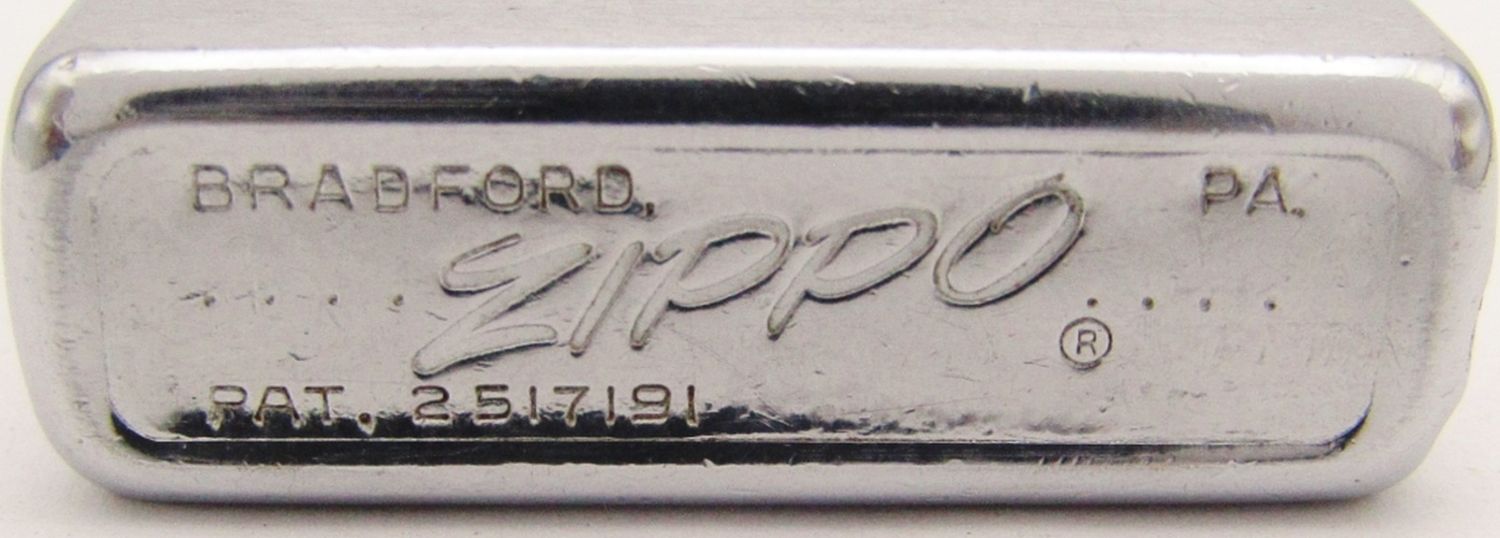 BRADFORD, PA.
.... ZIPPO ® ....
PAT. 2517191